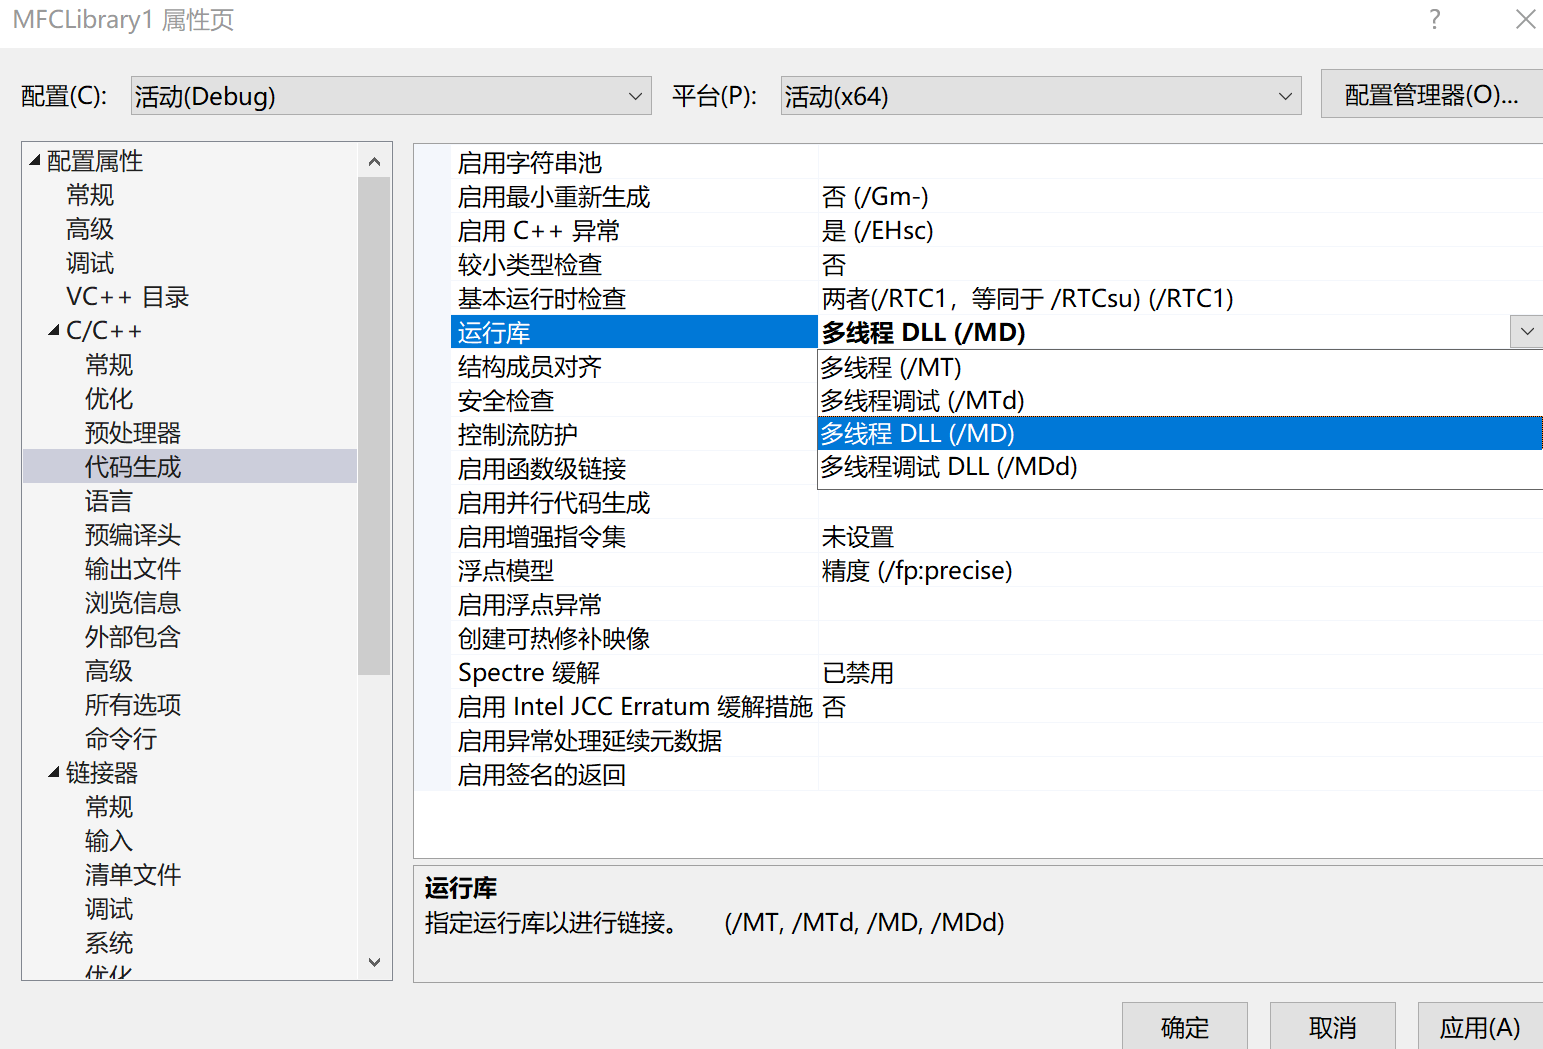 MFCLibrary1 属性页
配置(C):
活动(Debug)
平台(P):
活动(x64)
配置管理器(O)...
配置属性
常规
高级
调试
VC++ 目录
C/C++
常规
优化
预处理器
代码生成
语言
预编译头
输出文件
浏览信息
外部包含
高级
所有选项
命令行
链接器
常规
输入
清单文件
调试
系统
优化
启用字符串池
启用最小重新生成 否 (/Gm-)
启用 C++ 异常 是 (/EHsc)
较小类型检查 否
基本运行时检查 两者(/RTC1，等同于 /RTCsu) (/RTC1)
运行库 多线程 DLL (/MD)
结构成员对齐 多线程 (/MT)
安全检查 多线程调试 (/MTd)
控制流防护 多线程 DLL (/MD)
启用函数级链接 多线程调试 DLL (/MDd)
启用并行代码生成
启用增强指令集 未设置
浮点模型 精度 (/fp:precise)
启用浮点异常
创建可热修补映像
Spectre 缓解 已禁用
启用 Intel JCC Erratum 缓解措施 否
启用异常处理延续元数据
启用签名的返回
运行库
指定运行库以进行链接。 (/MT, /MTd, /MD, /MDd)
确定
取消
应用(A)